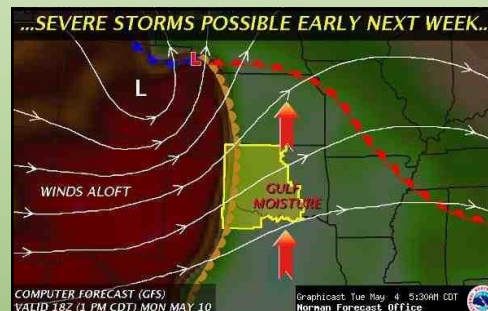 ...SEVERE STORMS POSSIBLE EARLY NEXT WEEK..
L
L
WINDS ALOFT
GULF
MOISTURE
COMPUTER FORECAST (GFS)
VALID 18Z (1 PM CDT) MON MAY 10
Graphicast Tue May 4 5:30AM CDT
Norman Forecast Office